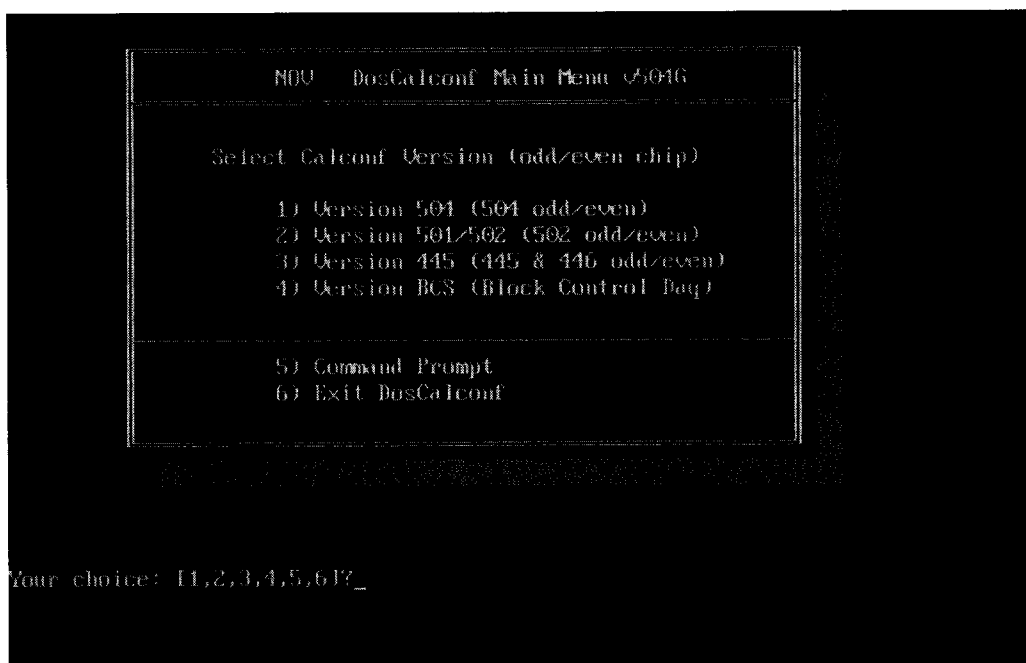 NOV DosCalconf Main Menu v504G
Select Calconf Version (odd/even chip)
1) Version 504 (504 odd/even)
2) Version 501/502 (502 odd/even)
3) Version 445 (445 & 446 odd/even)
4) Version BCS (Block Control Daq)
5) Command Prompt
6) Exit DosCalconf
Your choice: [1,2,3,4,5,6]?_